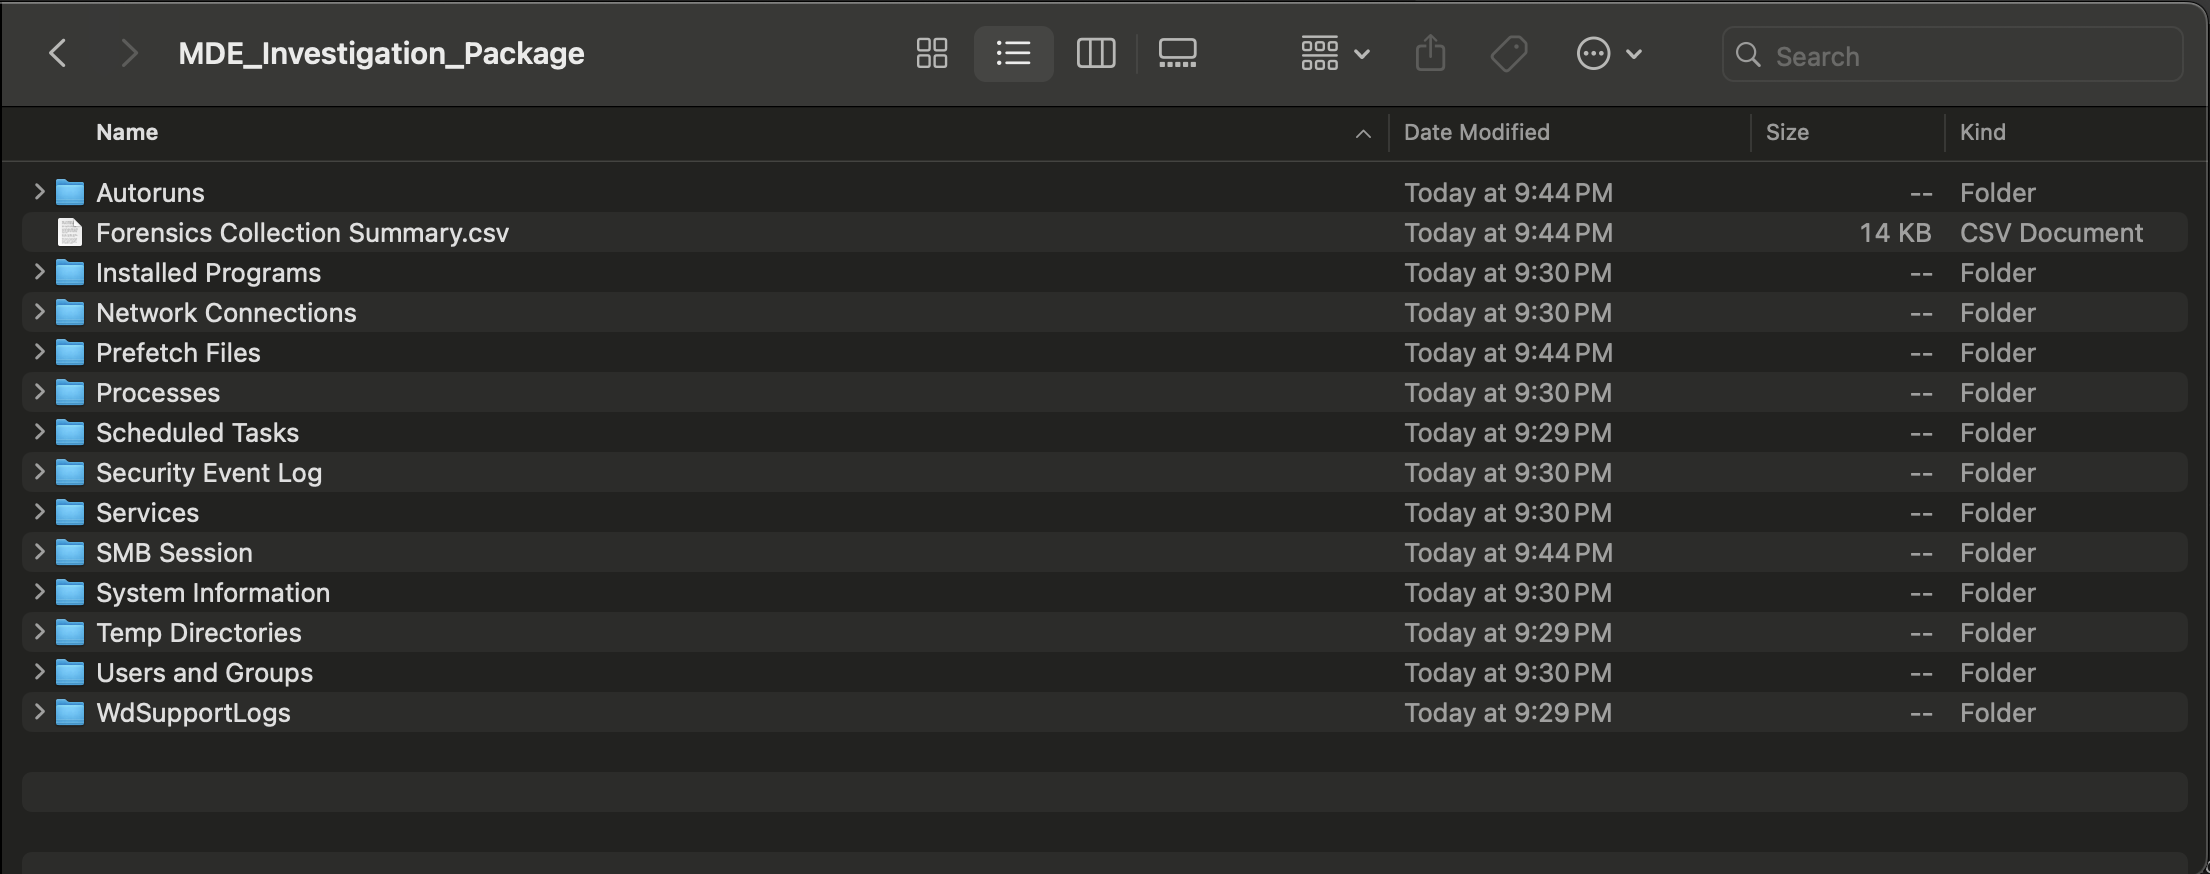 MDE_Investigation_Package
Search
Name Date Modified Size Kind
Autoruns Today at 9:44 PM -- Folder
Forensics Collection Summary.csv Today at 9:44 PM 14 KB CSV Document
Installed Programs Today at 9:30 PM -- Folder
Network Connections Today at 9:30 PM -- Folder
Prefetch Files Today at 9:44 PM -- Folder
Processes Today at 9:30 PM -- Folder
Scheduled Tasks Today at 9:29 PM -- Folder
Security Event Log Today at 9:30 PM -- Folder
Services Today at 9:30 PM -- Folder
SMB Session Today at 9:44 PM -- Folder
System Information Today at 9:30 PM -- Folder
Temp Directories Today at 9:29 PM -- Folder
Users and Groups Today at 9:30 PM -- Folder
WdSupportLogs Today at 9:29 PM -- Folder